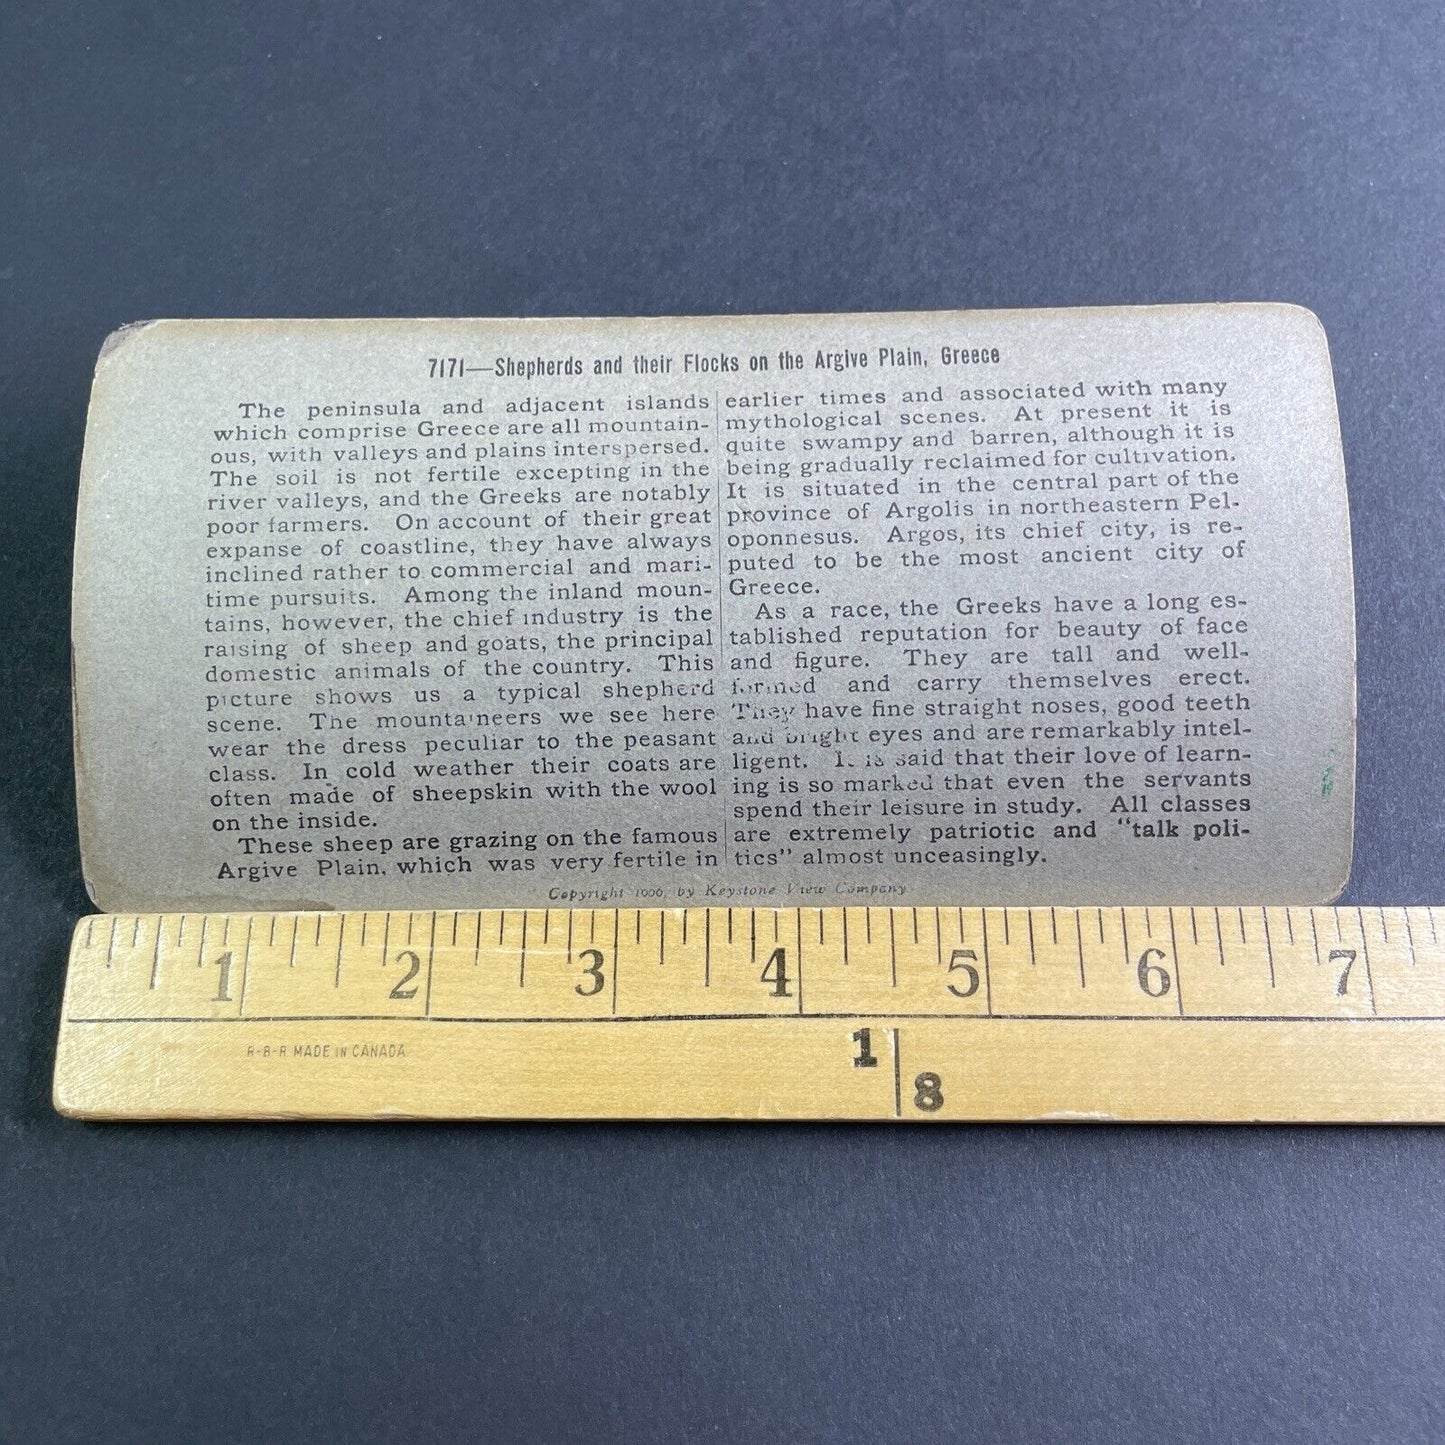 7171—Shepherds and their Flocks on the Argive Plain, Greece
The peninsula and adjacent islands
which comprise Greece are all mountain-
ous, with valleys and plains interspersed.
The soil is not fertile excepting in the
river valleys, and the Greeks are notably
poor farmers. On account of their great
expanse of coastline, they have always
inclined rather to commercial and mari-
time pursuits. Among the inland moun-
tains, however, the chief industry is the
raising of sheep and goats, the principal
domestic animals of the country. This
picture shows us a typical shepherd
scene. The mountaineers we see here
wear the dress peculiar to the peasant
class. In cold weather their coats are
often made of sheepskin with the wool
on the inside.
These sheep are grazing on the famous
Argive Plain, which was very fertile in
earlier times and associated with many
mythological scenes. At present it is
quite swampy and barren, although it is
being gradually reclaimed for cultivation.
It is situated in the central part of the
province of Argolis in northeastern Pel-
oponnesus. Argos, its chief city, is re-
puted to be the most ancient city of
Greece.
As a race, the Greeks have a long es-
tablished reputation for beauty of face
and figure. They are tall and well-
formed and carry themselves erect.
They have fine straight noses, good teeth
and bright eyes and are remarkably intel-
ligent. It is said that their love of learn-
ing is so marked that even the servants
spend their leisure in study. All classes
are extremely patriotic and "talk poli-
tics" almost unceasingly.
Copyright by Keystone View Company
1 2 3 4 5 6 7
R-B-R MADE IN CANADA
1
8